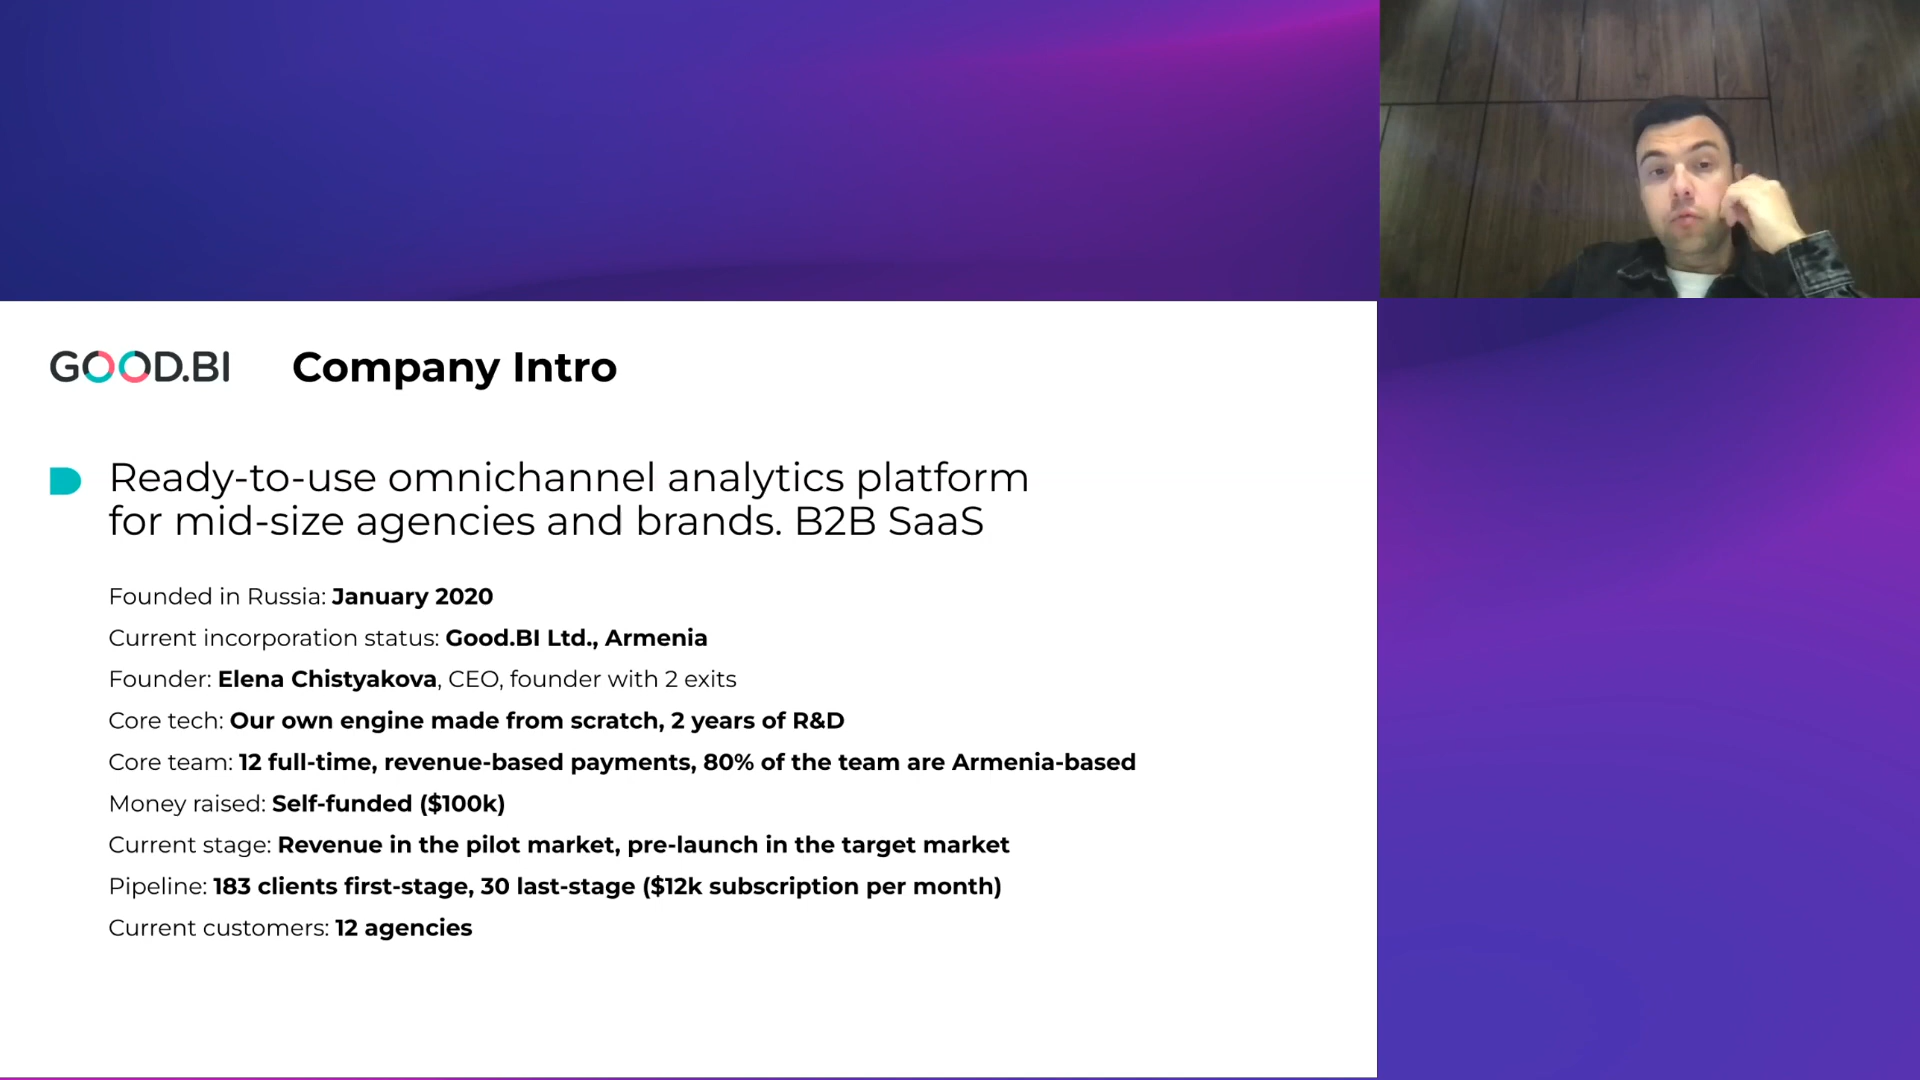 GOOD.BI
Company Intro
Ready-to-use omnichannel analytics platform
for mid-size agencies and brands. B2B SaaS
Founded in Russia: January 2020
Current incorporation status: Good.BI Ltd., Armenia
Founder: Elena Chistyakova, CEO, founder with 2 exits
Core tech: Our own engine made from scratch, 2 years of R&D
Core team: 12 full-time, revenue-based payments, 80% of the team are Armenia-based
Money raised: Self-funded ($100k)
Current stage: Revenue in the pilot market, pre-launch in the target market
Pipeline: 183 clients first-stage, 30 last-stage ($12k subscription per month)
Current customers: 12 agencies